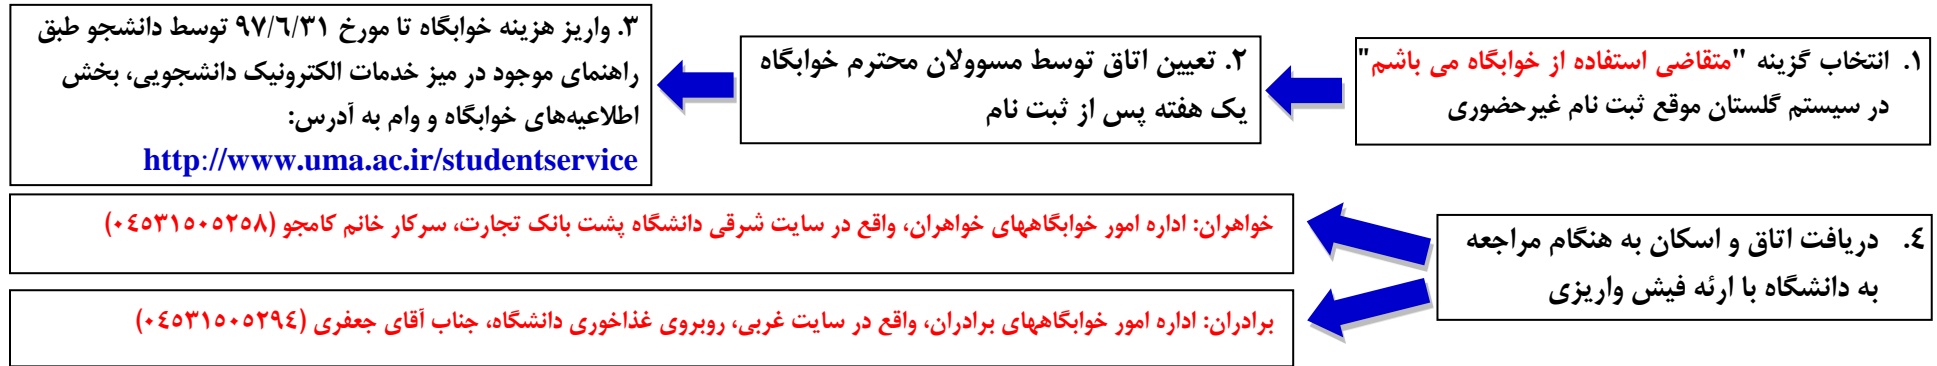 ۱. انتخاب گزینه "متقاضی استفاده از خوابگاه می باشم"
در سیستم گلستان موقع ثبت نام غیرحضوری
۲. تعیین اتاق توسط مسوولان محترم خوابگاه
یک هفته پس از ثبت نام
۳. واریز هزینه خوابگاه تا مورخ ۹۷/٦/۳۱ توسط دانشجو طبق
راهنمای موجود در میز خدمات الکترونیک دانشجویی، بخش
اطلاعیه‌های خوابگاه و وام به آدرس:
http://www.uma.ac.ir/studentservice
٤. دریافت اتاق و اسکان به هنگام مراجعه
به دانشگاه با ارئه فیش واریزی
خواهران: اداره امور خوابگاههای خواهران، واقع در سایت شرقی دانشگاه پشت بانک تجارت، سرکار خانم کامجو (۰٤٥۳۱٥۰٥۲٥۸)
برادران: اداره امور خوابگاههای برادران، واقع در سایت غربی، روبروی غذاخوری دانشگاه، جناب آقای جعفری (۰٤٥۳۱٥۰٥۲۹٤)